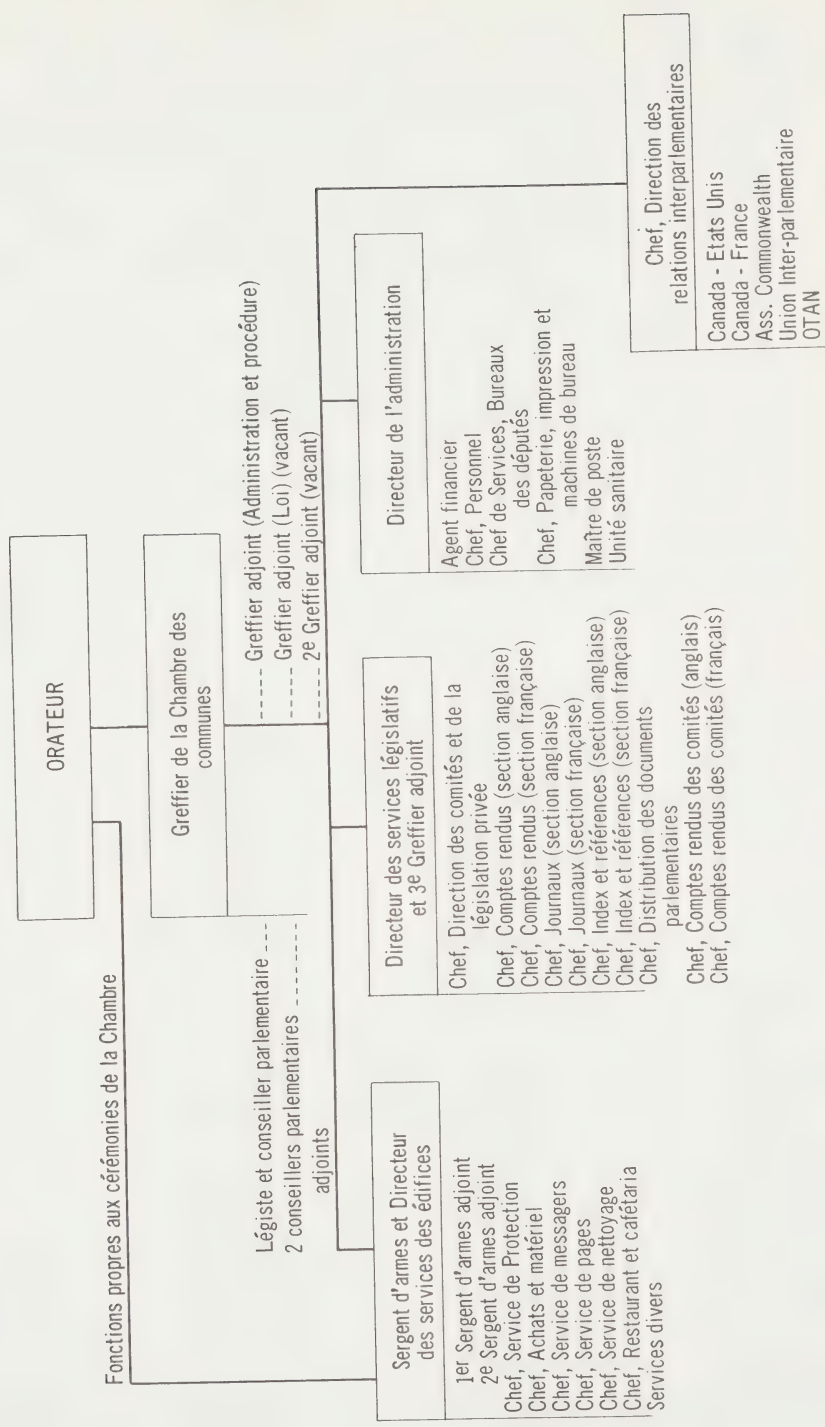 ORATEUR
Fonctions propres aux cérémonies de la Chambre
Greffier de la Chambre des
communes
Légiste et conseiller parlementaire ---
2 conseillers parlementaires --------
adjoints
----- Greffier adjoint (Administration et procédure)
----- Greffier adjoint (Loi) (vacant)
----- 2e Greffier adjoint (vacant)
Sergent d'armes et Directeur
des services des édifices
1er Sergent d'armes adjoint
2e Sergent d'armes adjoint
Chef, Service de Protection
Chef, Achats et matériel
Chef, Service de messagers
Chef, Service de pages
Chef, Service de nettoyage
Chef, Restaurant et cafétaria
Services divers
Directeur des services législatifs
et 3e Greffier adjoint
Chef, Direction des comités et de la
législation privée
Chef, Comptes rendus (section anglaise)
Chef, Comptes rendus (section française)
Chef, Journaux (section anglaise)
Chef, Journaux (section française)
Chef, Index et références (section anglaise)
Chef, Index et références (section française)
Chef, Distribution des documents
parlementaires
Chef, Comptes rendus des comités (anglais)
Chef, Comptes rendus des comités (français)
Directeur de l'administration
Agent financier
Chef, Personnel
Chef de Services, Bureaux
des députés
Chef, Papeterie, impression et
machines de bureau
Maître de poste
Unité sanitaire
Chef, Direction des
relations interparlementaires
Canada - Etats Unis
Canada - France
Ass. Commonwealth
Union Inter-parlementaire
OTAN